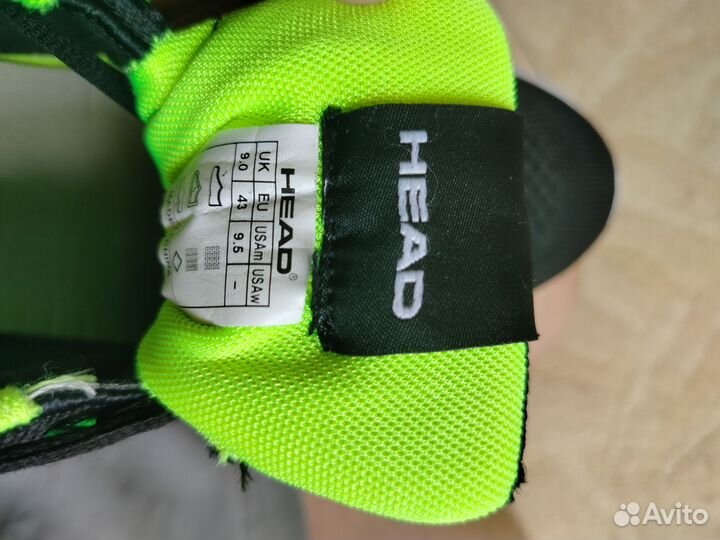 HEAD
HEAD®
UK EU USAm USAw
9.0 43 9.5 -
Avito